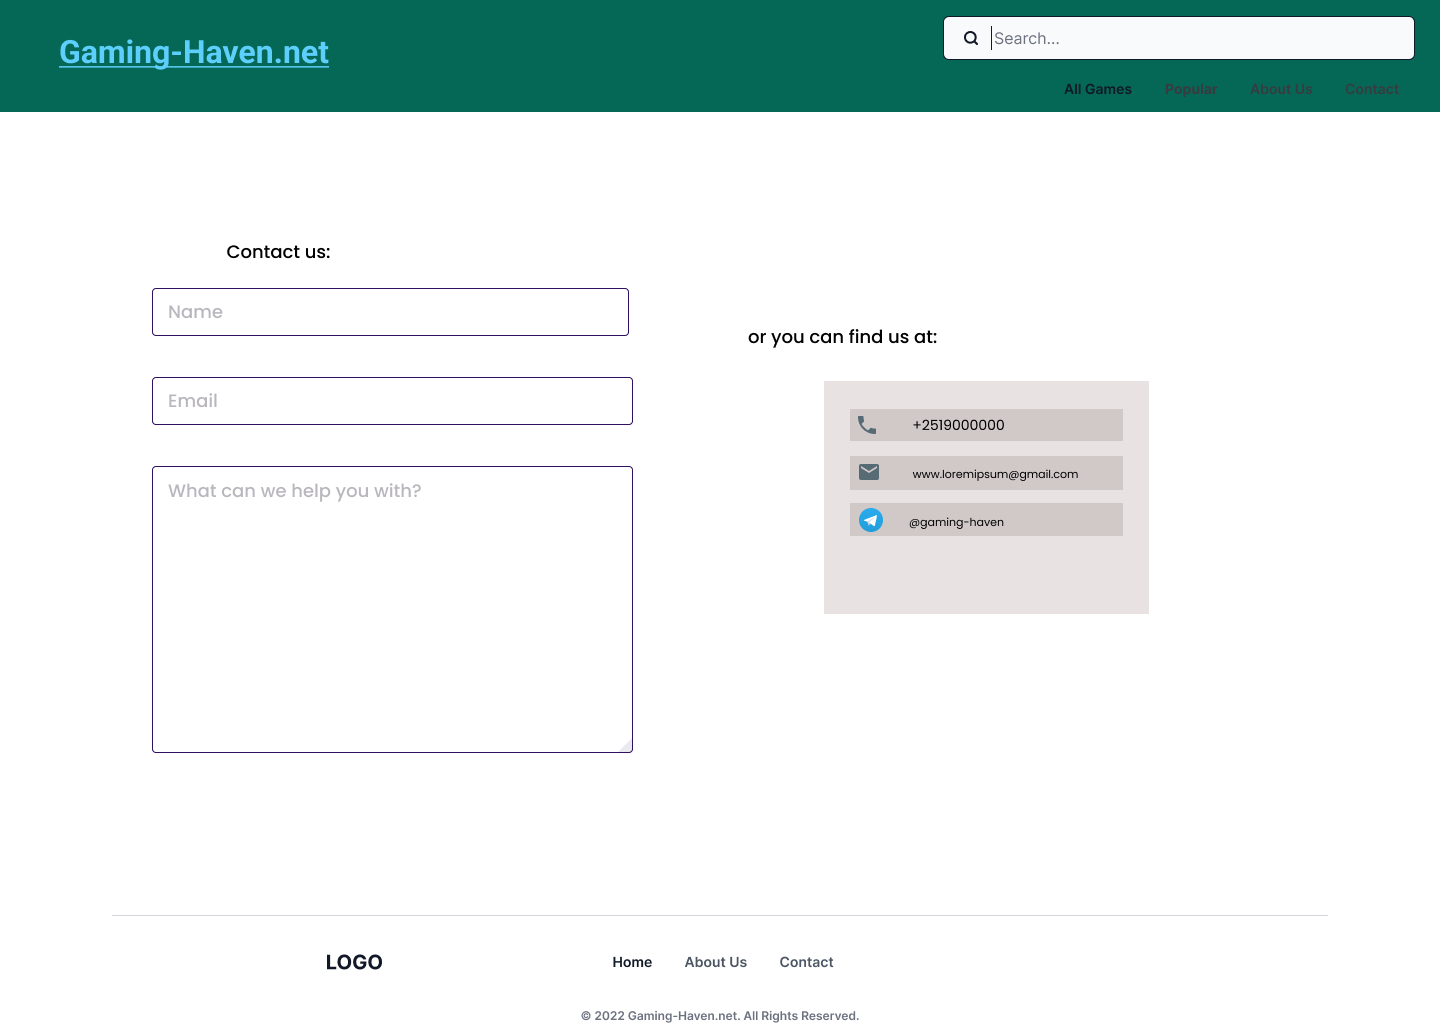 Gaming-Haven.net
Search...
All Games Popular About Us Contact
Contact us:
Name
Email
What can we help you with?
or you can find us at:
+2519000000
www.loremipsum@gmail.com
@gaming-haven
LOGO
Home About Us Contact
© 2022 Gaming-Haven.net. All Rights Reserved.